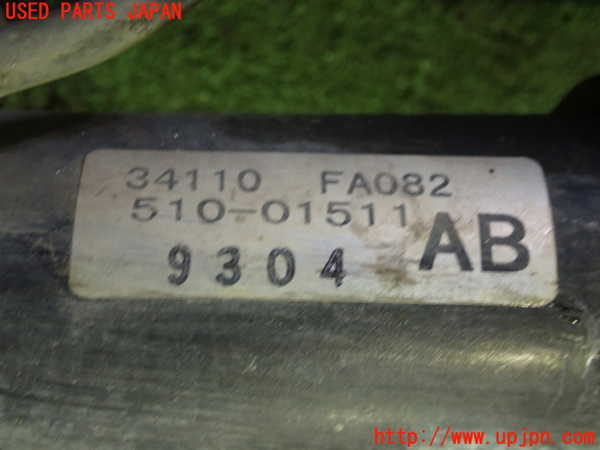 USED PARTS JAPAN
34110 FA082
510-01511
AB
9304
http://www.upjpn.com